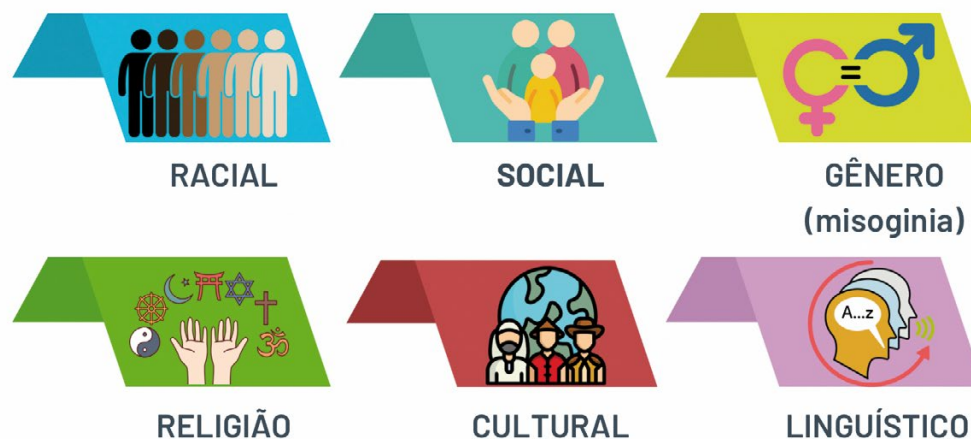 RACIAL
SOCIAL
GÊNERO
(misoginia)
A...z
RELIGIÃO
CULTURAL
LINGUÍSTICO